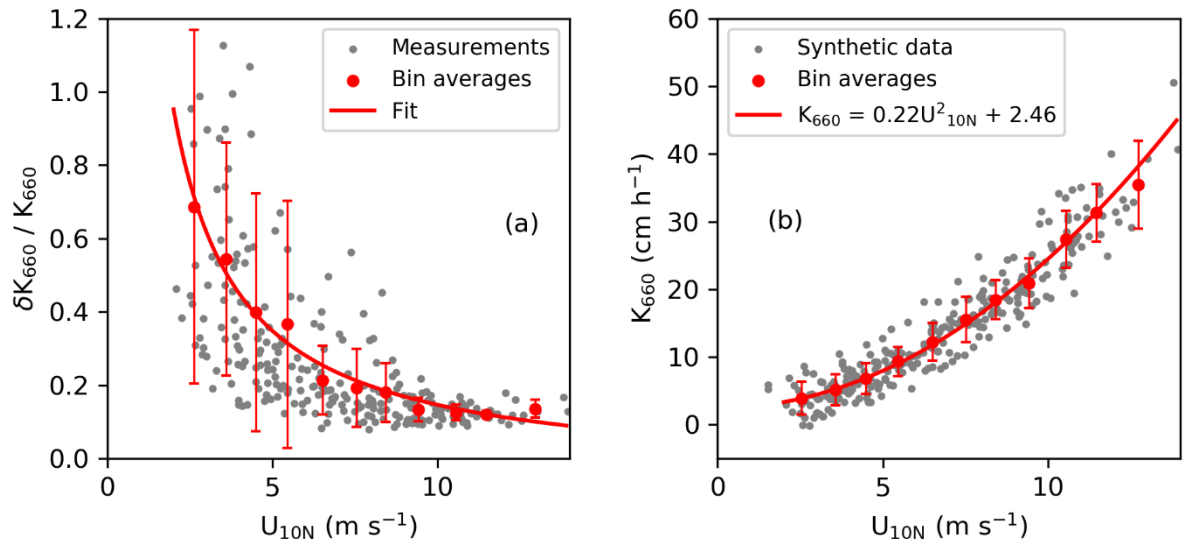 1.2
1.0
0.8
0.6
0.4
0.2
0.0
δK₆₆₀ / K₆₆₀
Measurements
Bin averages
Fit
(a)
0 5 10
U₁₀N (m s⁻¹)
60
50
40
30
20
10
0
K₆₆₀ (cm h⁻¹)
Synthetic data
Bin averages
K₆₆₀ = 0.22U²₁₀N + 2.46
(b)
0 5 10
U₁₀N (m s⁻¹)